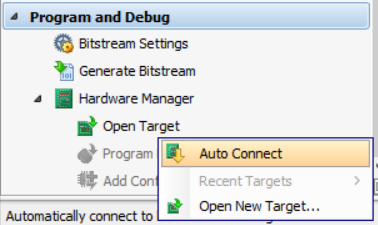 Program and Debug
Bitstream Settings
Generate Bitstream
Hardware Manager
Open Target
Program
Auto Connect
Add Conf
Recent Targets
Open New Target...
Automatically connect to